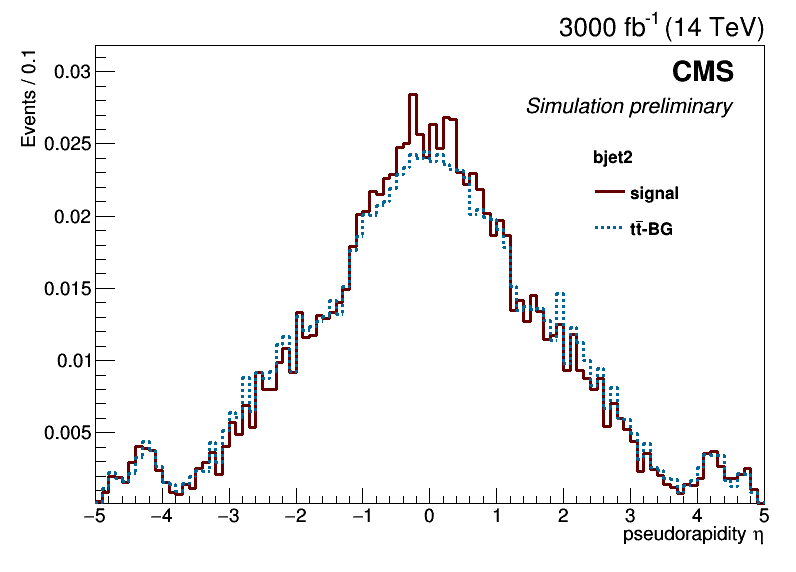 3000 fb-1 (14 TeV)
Events / 0.1
CMS
Simulation preliminary
bjet2
signal
tt̄-BG
0.03
0.025
0.02
0.015
0.01
0.005
−5 −4 −3 −2 −1 0 1 2 3 4 5
pseudorapidity η